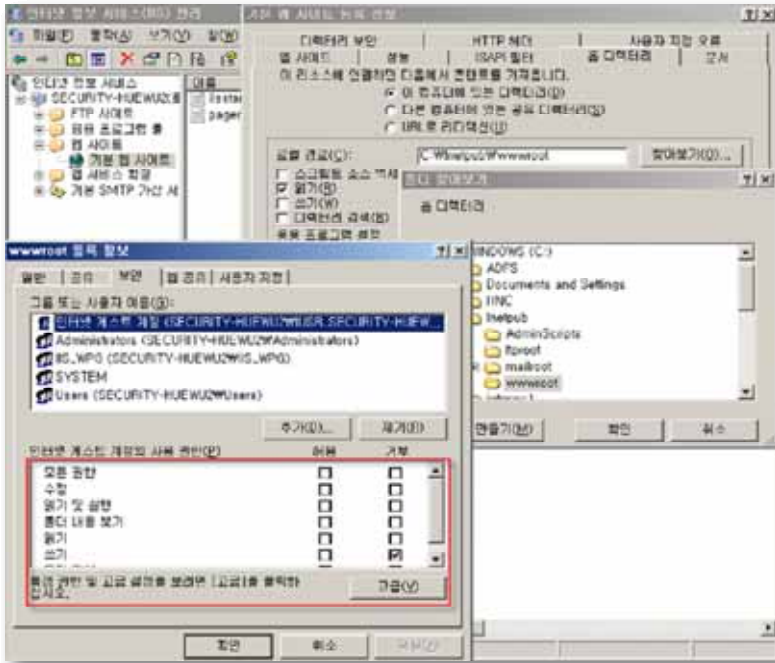 인터넷 정보 서비스(IIS) 관리
파일(F) 동작(A) 보기(V) 창(W)
인터넷 정보 서비스
SECURITY-HUEWU2(로
FTP 사이트
응용 프로그램 풀
웹 사이트
기본 웹 사이트
웹 서비스 확장
기본 SMTP 가상 서
이름
iisstar
pager
기본 웹 사이트 등록 정보
디렉터리 보안 HTTP 헤더 사용자 지정 오류
웹 사이트 성능 ISAPI 필터 홈 디렉터리 문서
이 리소스에 연결하면 다음에서 콘텐트를 가져옵니다.
이 컴퓨터에 있는 디렉터리(D)
다른 컴퓨터에 있는 공유 디렉터리(S)
URL로 리디렉션(U)
로컬 경로(C): C:\Inetpub\wwwroot 찾아보기(O)...
스크립트 소스 액세
읽기(R)
쓰기(W)
디렉터리 검색(B)
응용 프로그램 설정
폴더 찾아보기
홈 디렉터리
WINDOWS (C:)
ADFS
Documents and Settings
HNC
Inetpub
AdminScripts
ftproot
mailroot
wwwroot
만들기(M) 확인 취소
wwwroot 등록 정보
일반 공유 보안 웹 공유 사용자 지정
그룹 또는 사용자 이름(G):
인터넷 게스트 계정 (SECURITY-HUEWU2\IUSR_SECURITY-HUEW...
Administrators (SECURITY-HUEWU2\Administrators)
IIS_WPG (SECURITY-HUEWU2\IIS_WPG)
SYSTEM
Users (SECURITY-HUEWU2\Users)
추가(D)... 제거(R)
인터넷 게스트 계정의 사용 권한(P) 허용 거부
모든 권한
수정
읽기 및 실행
폴더 내용 보기
읽기
쓰기
특정 권한 및 고급 설정을 보려면 [고급]을 클릭하
십시오.
고급(V)
확인 취소